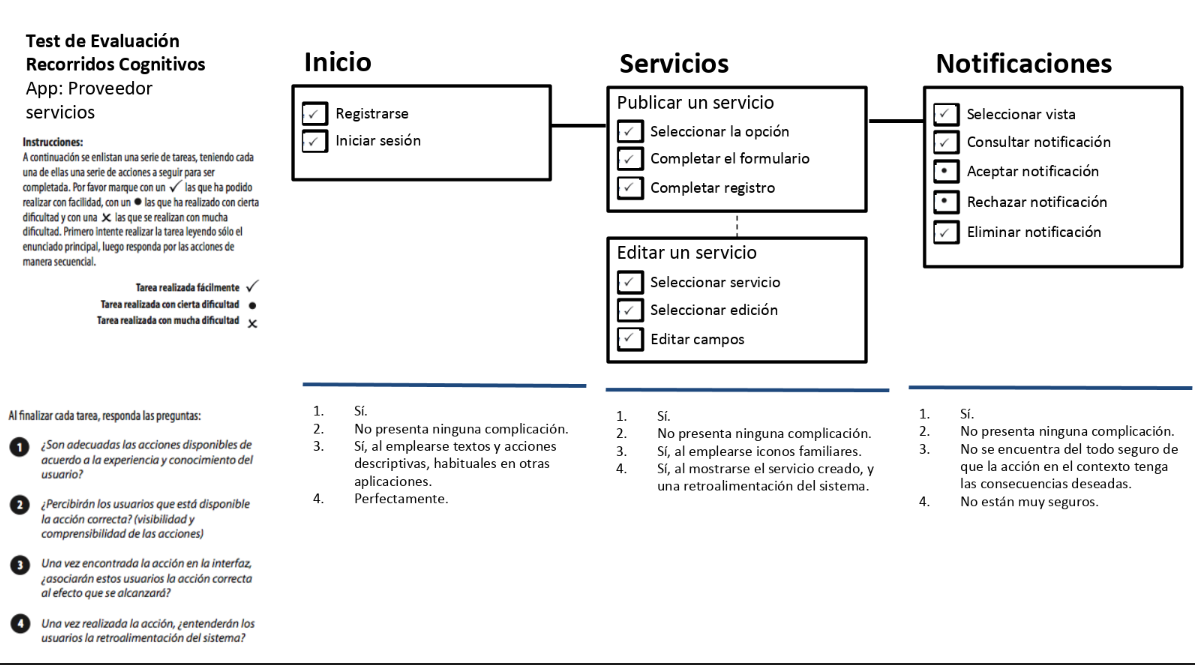 Test de Evaluación
Recorridos Cognitivos
App: Proveedor
servicios
Instrucciones:
A continuación se enlistan una serie de tareas, teniendo cada
una de ellas una serie de acciones a seguir para ser
completada. Por favor marque con un ✓ las que ha podido
realizar con facilidad, con un ● las que ha realizado con cierta
dificultad y con una ✗ las que se realizan con mucha
dificultad. Primero intente realizar la tarea leyendo sólo el
enunciado principal, luego responda por las acciones de
manera secuencial.
Tarea realizada fácilmente ✓
Tarea realizada con cierta dificultad ●
Tarea realizada con mucha dificultad ✗
Al finalizar cada tarea, responda las preguntas:
1 ¿Son adecuadas las acciones disponibles de
acuerdo a la experiencia y conocimiento del
usuario?
2 ¿Percibirán los usuarios que está disponible
la acción correcta? (visibilidad y
comprensibilidad de las acciones)
3 Una vez encontrada la acción en la interfaz,
¿asociarán estos usuarios la acción correcta
al efecto que se alcanzará?
4 Una vez realizada la acción, ¿entenderán los
usuarios la retroalimentación del sistema?
Inicio
✓ Registrarse
✓ Iniciar sesión
1. Sí.
2. No presenta ninguna complicación.
3. Sí, al emplearse textos y acciones
descriptivas, habituales en otras
aplicaciones.
4. Perfectamente.
Servicios
Publicar un servicio
✓ Seleccionar la opción
✓ Completar el formulario
✓ Completar registro
Editar un servicio
✓ Seleccionar servicio
✓ Seleccionar edición
✓ Editar campos
1. Sí.
2. No presenta ninguna complicación.
3. Sí, al emplearse iconos familiares.
4. Sí, al mostrarse el servicio creado, y
una retroalimentación del sistema.
Notificaciones
✓ Seleccionar vista
✓ Consultar notificación
● Aceptar notificación
● Rechazar notificación
✓ Eliminar notificación
1. Sí.
2. No presenta ninguna complicación.
3. No se encuentra del todo seguro de
que la acción en el contexto tenga
las consecuencias deseadas.
4. No están muy seguros.